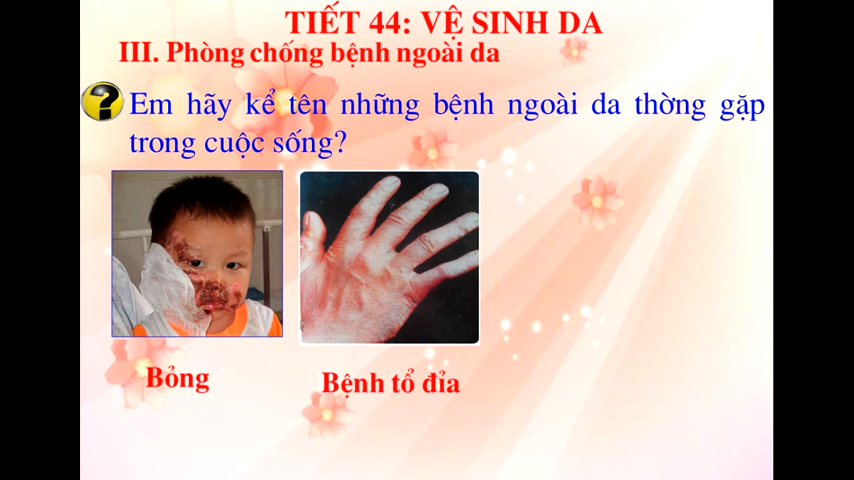 TIẾT 44: VỆ SINH DA
III. Phòng chống bệnh ngoài da
? Em hãy kể tên những bệnh ngoài da thờng gặp
trong cuộc sống?
Bỏng
Bệnh tổ đỉa